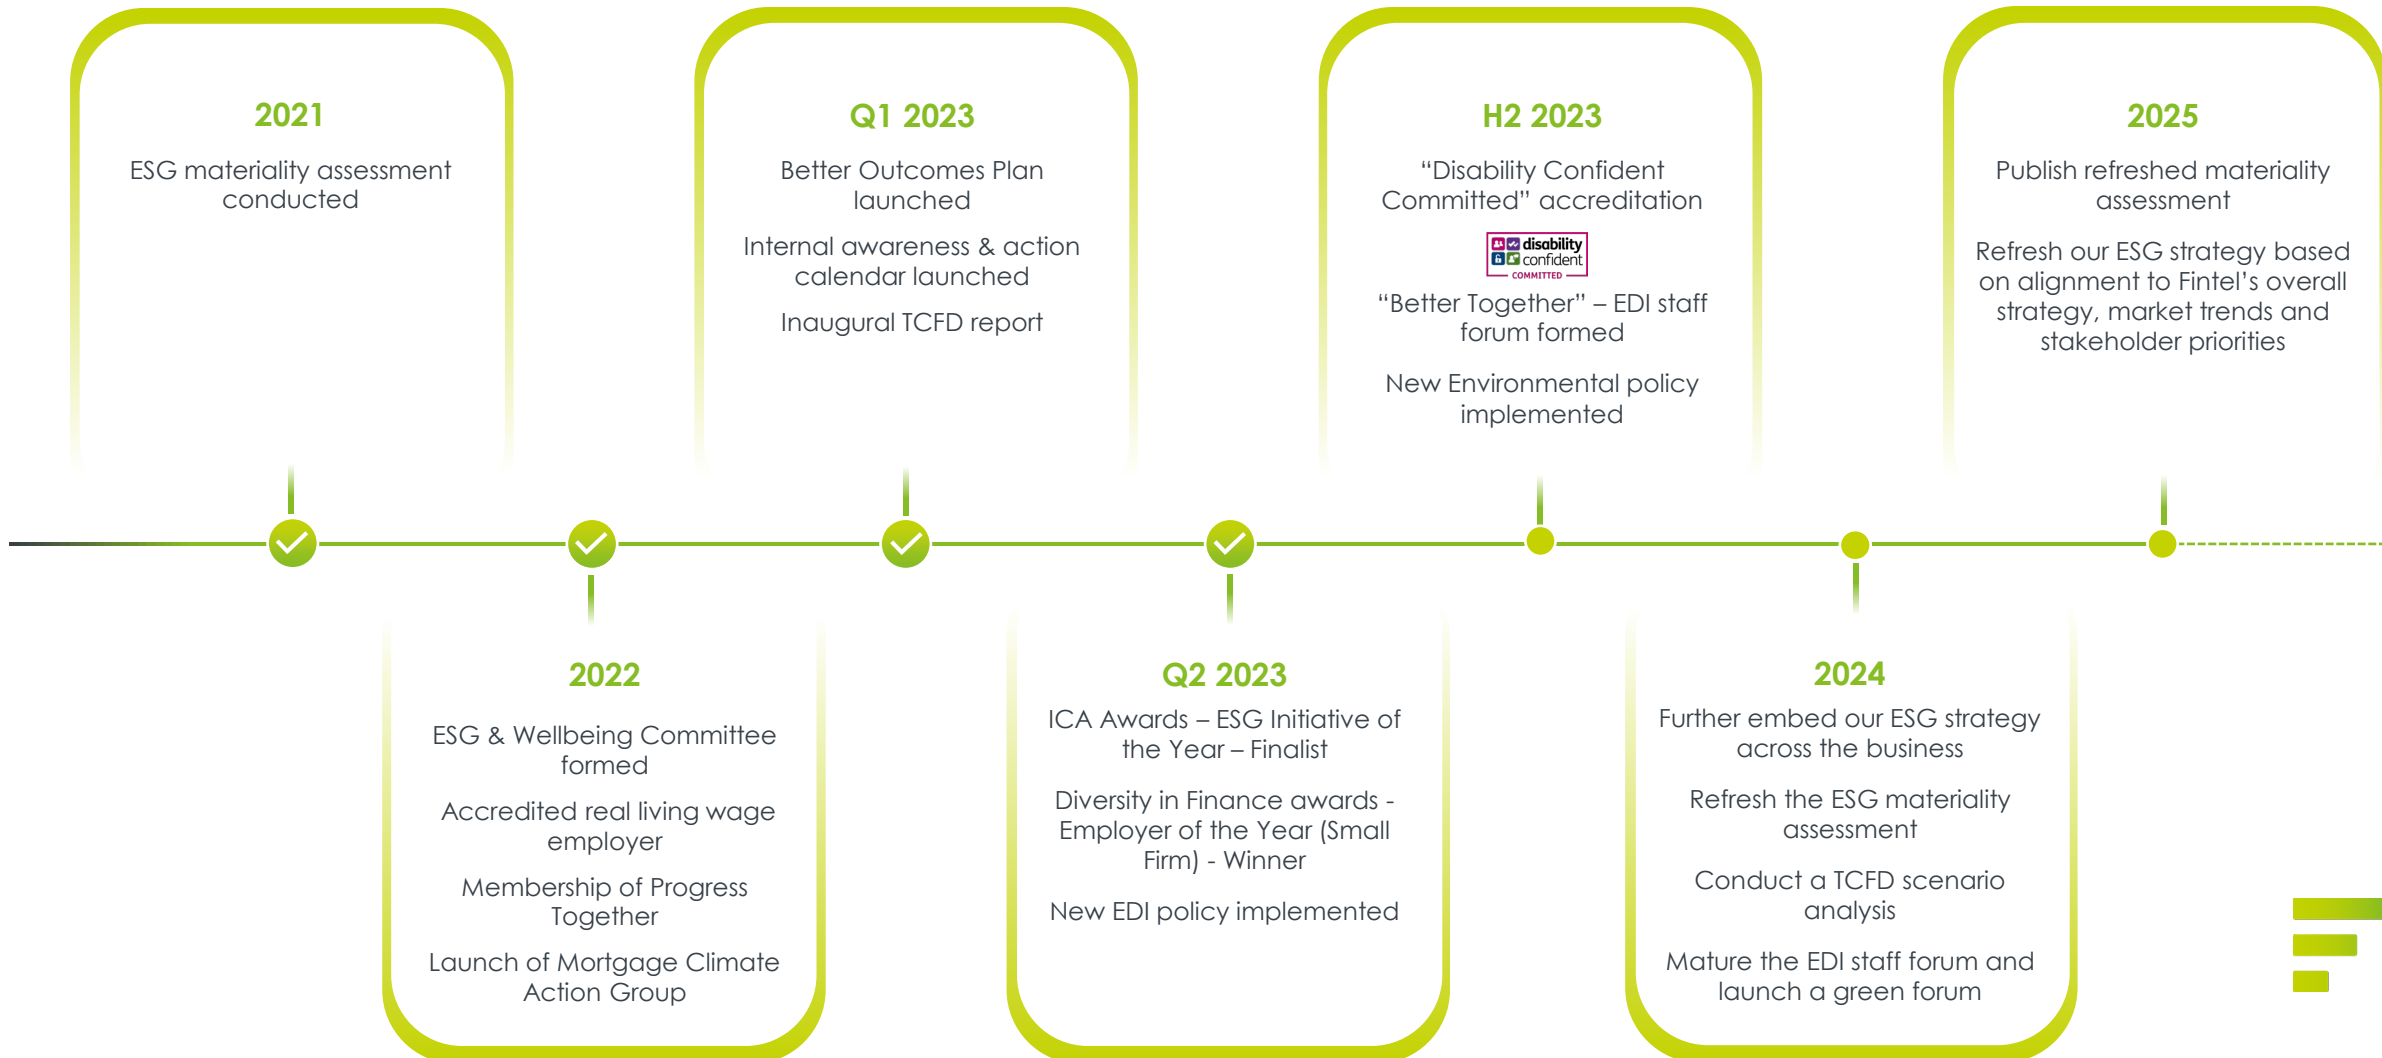 2021
ESG materiality assessment
conducted
Q1 2023
Better Outcomes Plan
launched
Internal awareness & action
calendar launched
Inaugural TCFD report
H2 2023
“Disability Confident
Committed” accreditation
disability
confident
COMMITTED
“Better Together” – EDI staff
forum formed
New Environmental policy
implemented
2025
Publish refreshed materiality
assessment
Refresh our ESG strategy based
on alignment to Fintel’s overall
strategy, market trends and
stakeholder priorities
2022
ESG & Wellbeing Committee
formed
Accredited real living wage
employer
Membership of Progress
Together
Launch of Mortgage Climate
Action Group
Q2 2023
ICA Awards – ESG Initiative of
the Year – Finalist
Diversity in Finance awards -
Employer of the Year (Small
Firm) - Winner
New EDI policy implemented
2024
Further embed our ESG strategy
across the business
Refresh the ESG materiality
assessment
Conduct a TCFD scenario
analysis
Mature the EDI staff forum and
launch a green forum